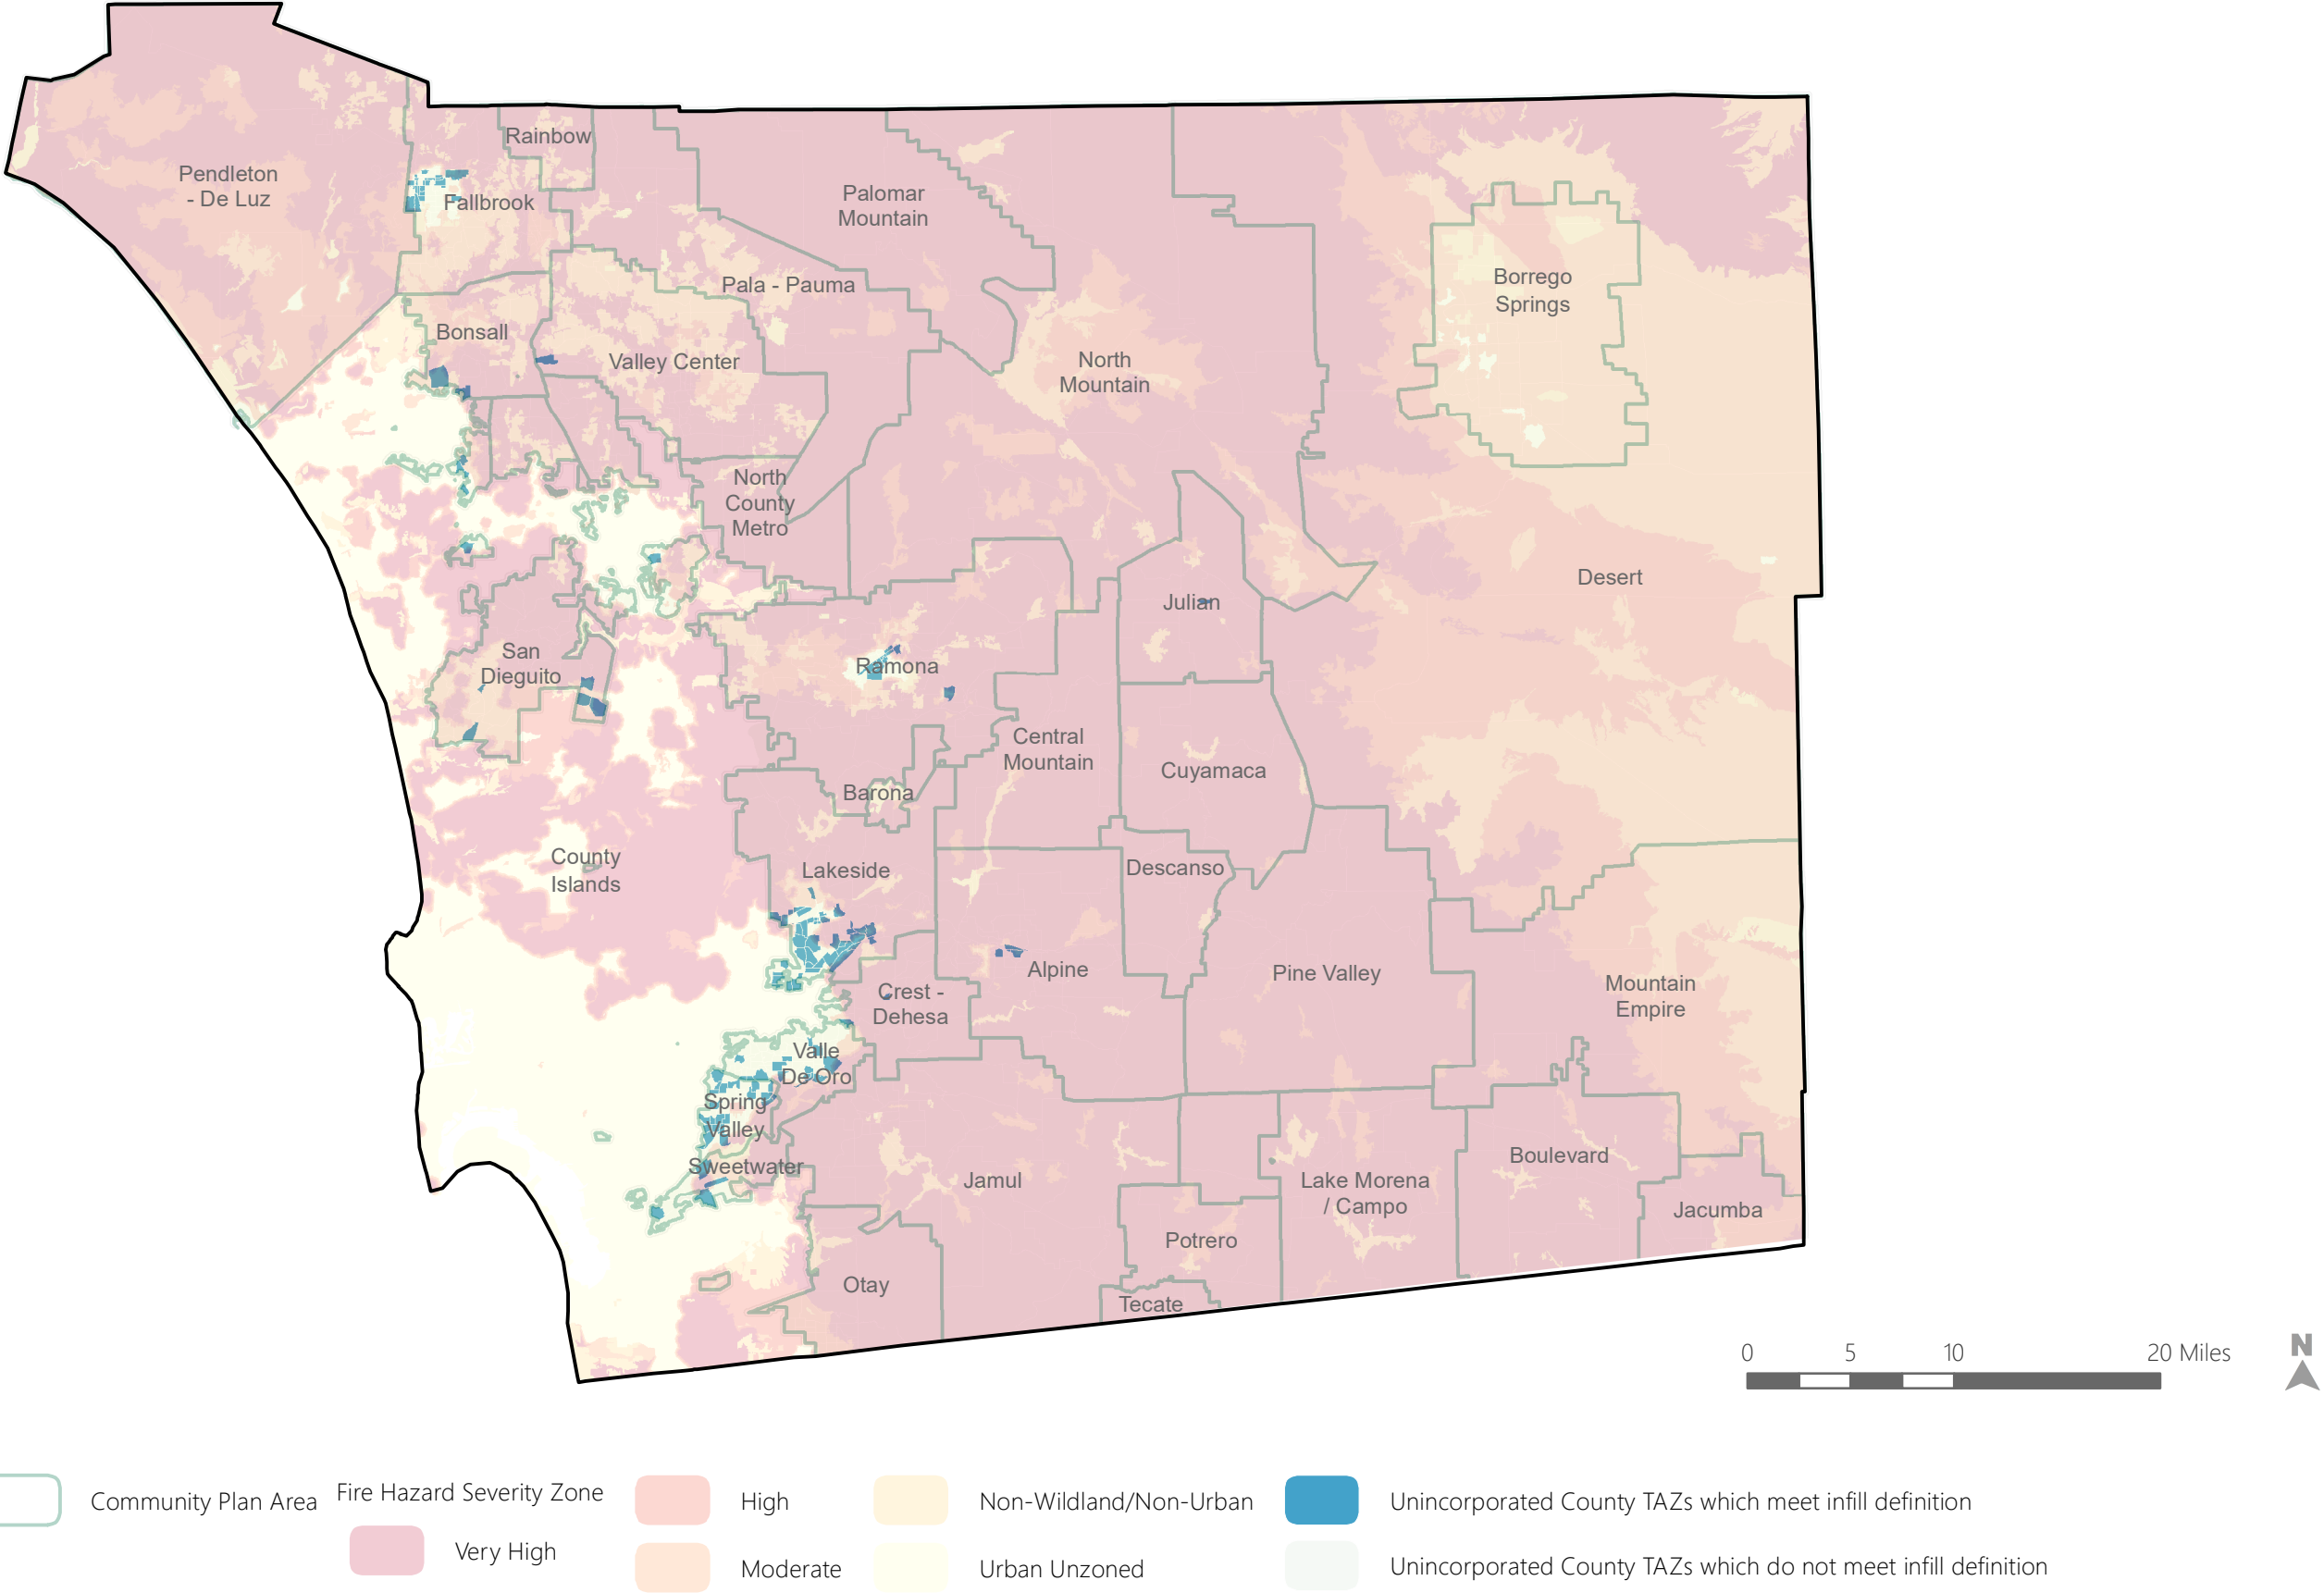 Rainbow
Pendleton
- De Luz
Fallbrook
Palomar
Mountain
Pala - Pauma
Borrego
Springs
Bonsall
Valley Center
North
Mountain
North
County
Metro
Desert
Julian
San
Dieguito
Ramona
Central
Mountain
Cuyamaca
Barona
County
Islands
Lakeside
Descanso
Alpine
Pine Valley
Crest -
Dehesa
Mountain
Empire
Valle
De Oro
Spring
Valley
Sweetwater
Jamul
Lake Morena
/ Campo
Boulevard
Jacumba
Potrero
Otay
Tecate
0 5 10 20 Miles
N
Community Plan Area
Fire Hazard Severity Zone
Very High
High
Moderate
Non-Wildland/Non-Urban
Urban Unzoned
Unincorporated County TAZs which meet infill definition
Unincorporated County TAZs which do not meet infill definition